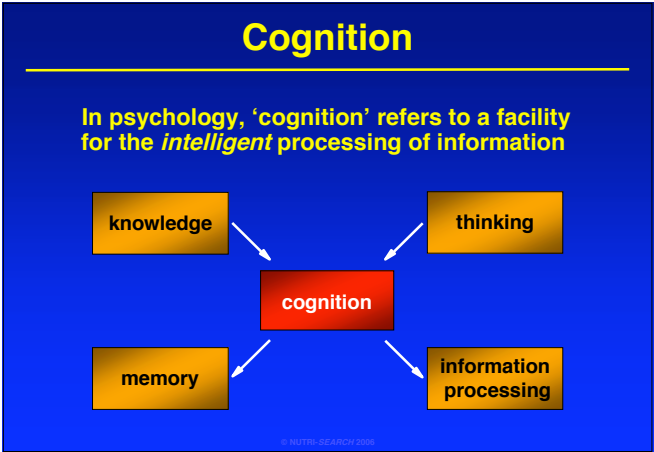 Cognition
In psychology, ‘cognition’ refers to a facility
for the intelligent processing of information
knowledge
thinking
cognition
memory
information
processing
© NUTRI-SEARCH 2006